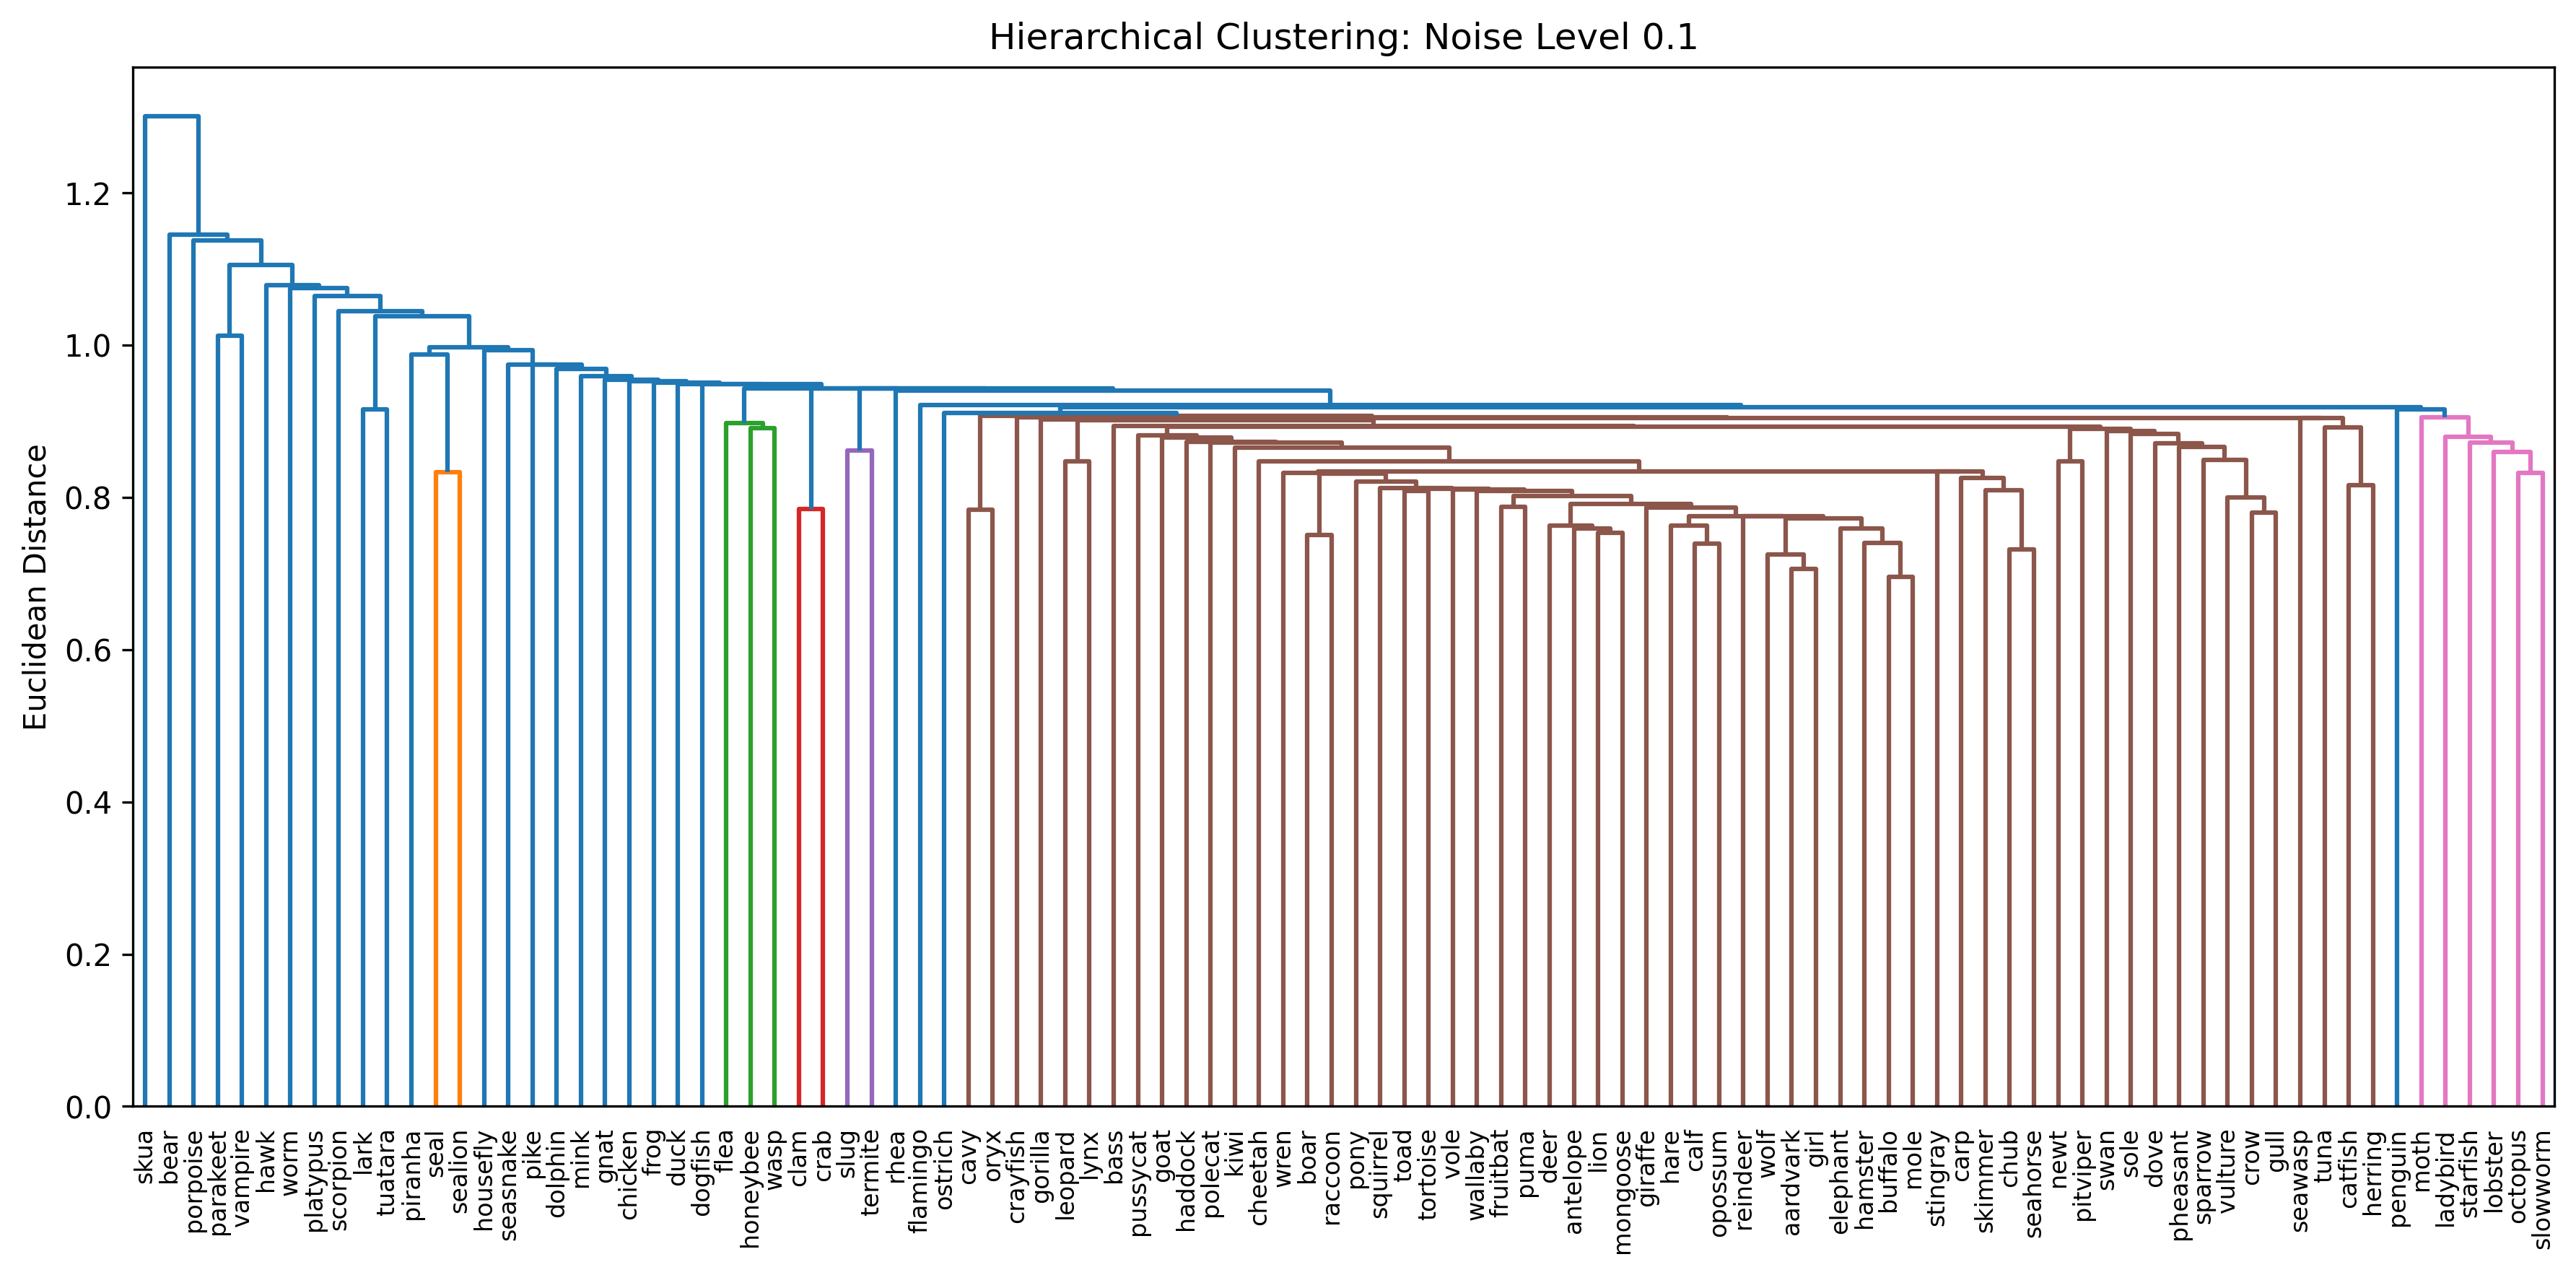 Hierarchical Clustering: Noise Level 0.1
Euclidean Distance
1.2
1.0
0.8
0.6
0.4
0.2
0.0
skua
bear
porpoise
parakeet
vampire
hawk
worm
platypus
scorpion
lark
tuatara
piranha
seal
sealion
housefly
seasnake
pike
dolphin
mink
gnat
chicken
frog
duck
dogfish
flea
honeybee
wasp
clam
crab
slug
termite
rhea
flamingo
ostrich
cavy
oryx
crayfish
gorilla
leopard
lynx
bass
pussycat
goat
haddock
polecat
kiwi
cheetah
wren
boar
raccoon
pony
squirrel
toad
tortoise
vole
wallaby
fruitbat
puma
deer
antelope
lion
mongoose
giraffe
hare
calf
opossum
reindeer
wolf
aardvark
girl
elephant
hamster
buffalo
mole
stingray
carp
skimmer
chub
seahorse
newt
pitviper
swan
sole
dove
pheasant
sparrow
vulture
crow
gull
seawasp
tuna
catfish
herring
penguin
moth
ladybird
starfish
lobster
octopus
slowworm